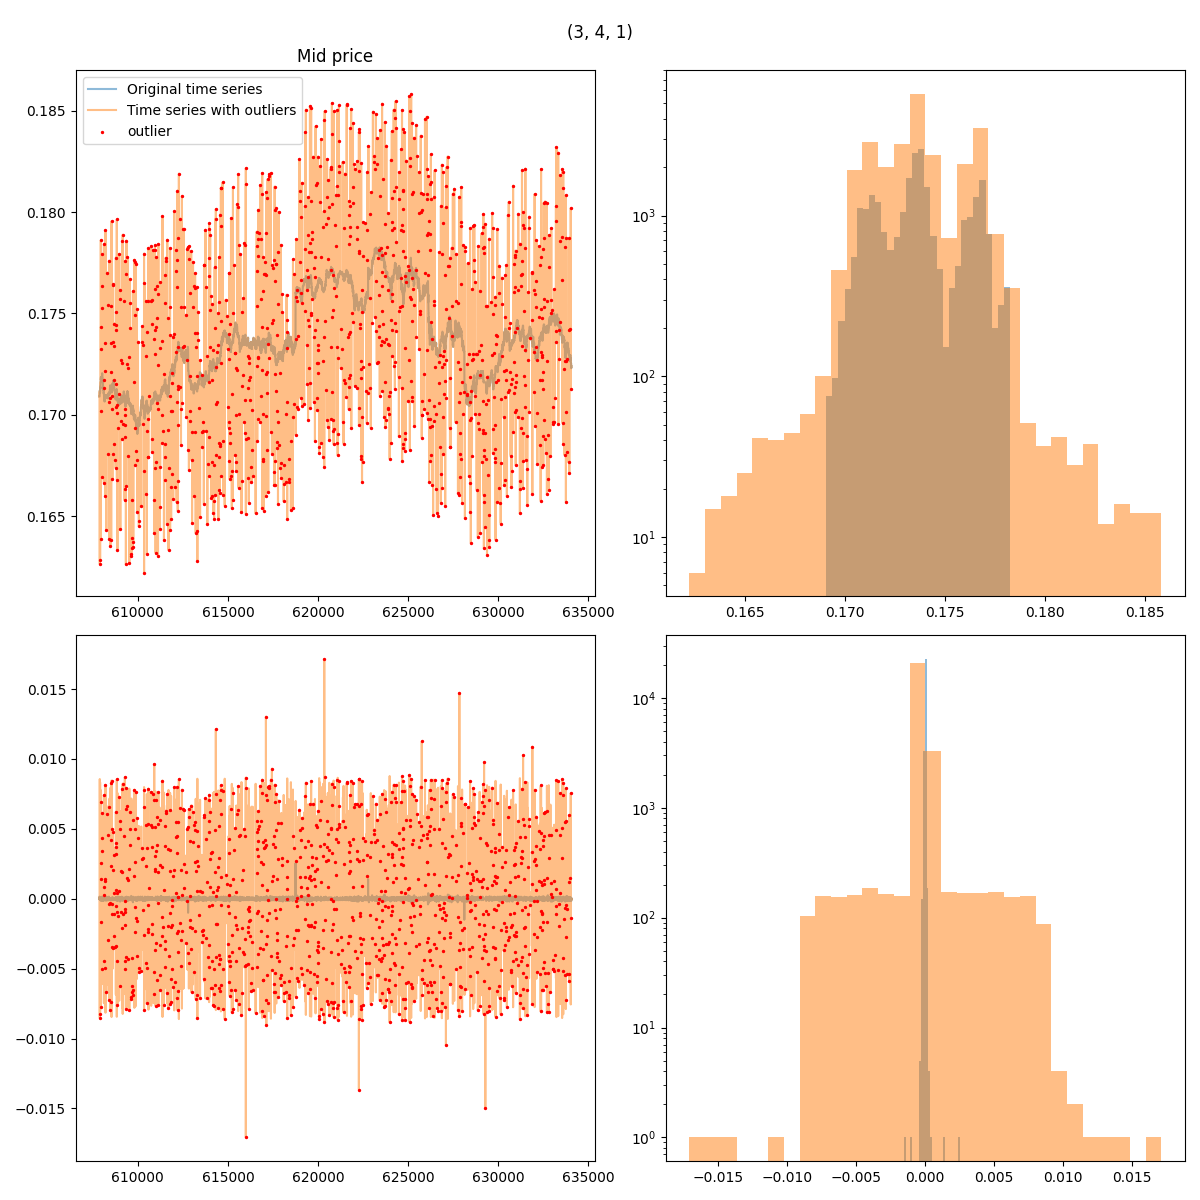 (3, 4, 1)
Mid price
Original time series
Time series with outliers
outlier
0.185
0.180
0.175
0.170
0.165
610000 615000 620000 625000 630000 635000
10³
10²
10¹
0.165 0.170 0.175 0.180 0.185
0.015
0.010
0.005
0.000
−0.005
−0.010
−0.015
610000 615000 620000 625000 630000 635000
10⁴
10³
10²
10¹
10⁰
−0.015 −0.010 −0.005 0.000 0.005 0.010 0.015